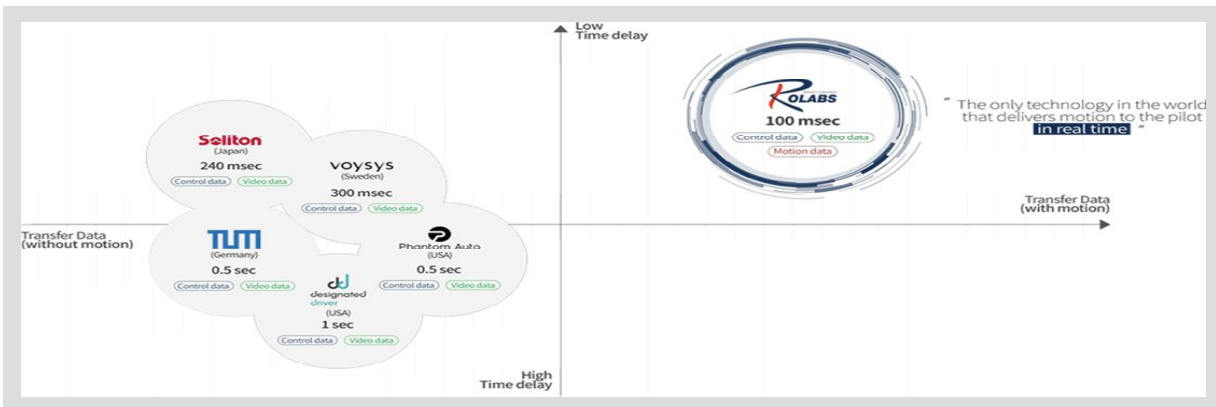 Low
Time delay
ROLABS
100 msec
Control data Video data
Motion data
" The only technology in the world
that delivers motion to the pilot
in real time "
Soliton
(Japan)
240 msec
Control data Video data
voysys
(Sweden)
300 msec
Control data Video data
Transfer Data
(with motion)
Transfer Data
(without motion)
TUM
(Germany)
0.5 sec
Control data Video data
Phantom Auto
(USA)
0.5 sec
Control data Video data
dd
designated
driver
(USA)
1 sec
Control data Video data
High
Time delay